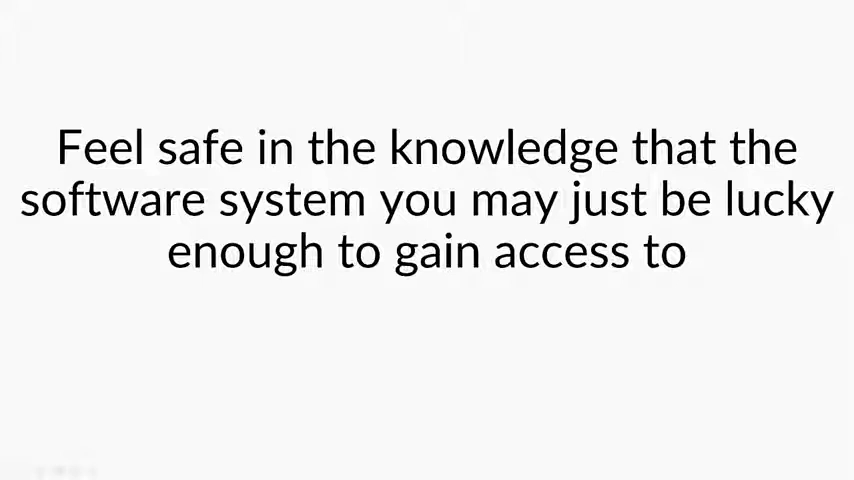 Feel safe in the knowledge that the
software system you may just be lucky
enough to gain access to